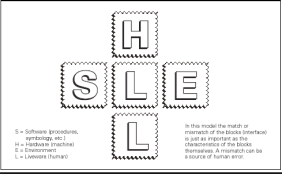 H
S L E
L
S = Software (procedures,
symbology, etc.)
H = Hardware (machine)
E = Environment
L = Liveware (human)
In this model the match or
mismatch of the blocks (interface)
is just as important as the
characteristics of the blocks
themselves. A mismatch can be
a source of human error.